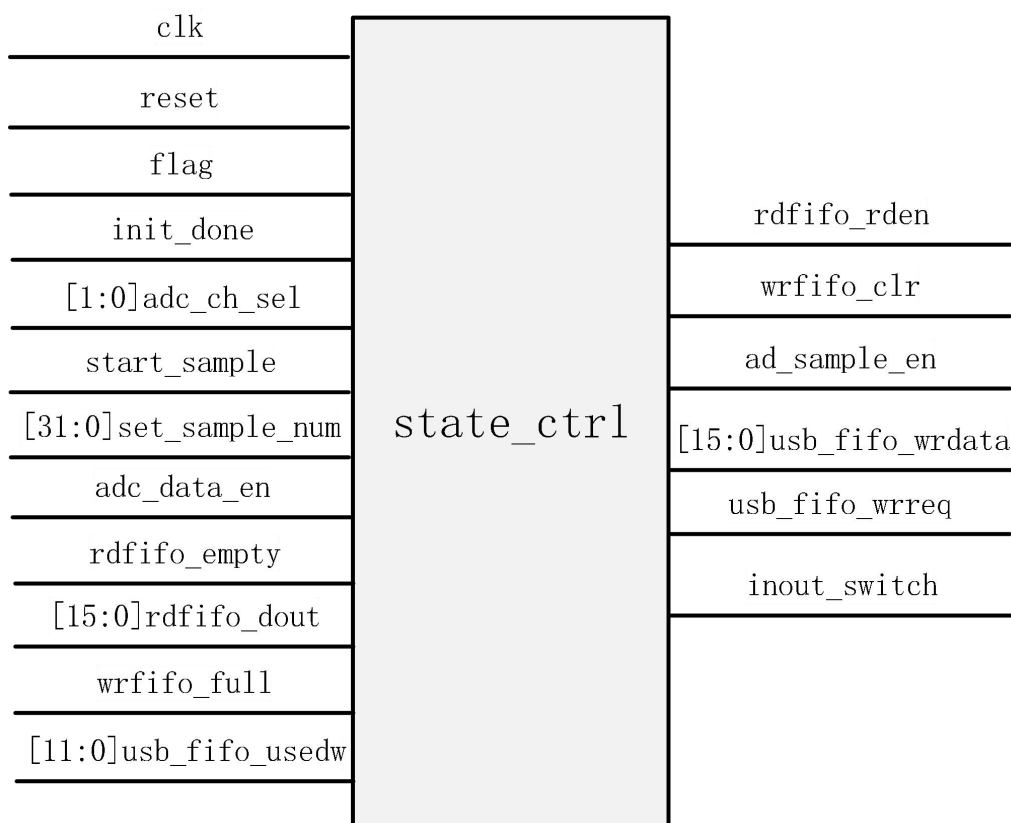 clk
reset
flag
init_done
[1:0]adc_ch_sel
start_sample
[31:0]set_sample_num
adc_data_en
rdfifo_empty
[15:0]rdfifo_dout
wrfifo_full
[11:0]usb_fifo_usedw
state_ctrl
rdfifo_rden
wrfifo_clr
ad_sample_en
[15:0]usb_fifo_wrdata
usb_fifo_wrreq
inout_switch